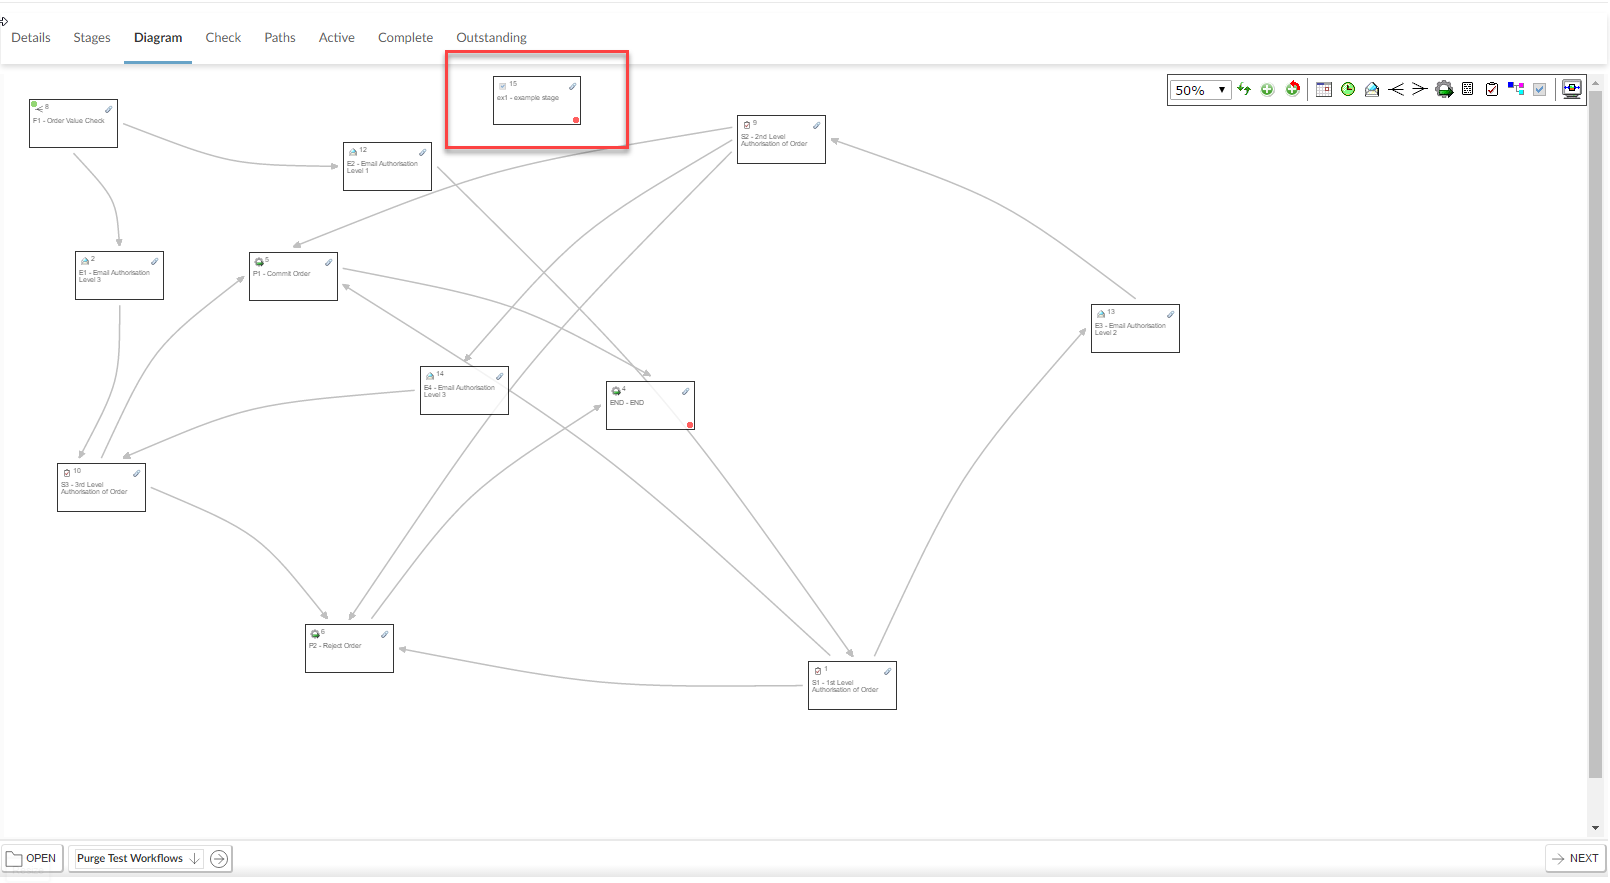 Details Stages Diagram Check Paths Active Complete Outstanding
50%
15
ex1 - example stage
8
F1 - Order Value Check
9
S2 - 2nd Level
Authorisation of Order
12
E2 - Email Authorisation
Level 1
2
E1 - Email Authorisation
Level 3
5
P1 - Commit Order
13
E3 - Email Authorisation
Level 2
14
E4 - Email Authorisation
Level 3
4
END - END
10
S3 - 3rd Level
Authorisation of Order
6
P2 - Reject Order
1
S1 - 1st Level
Authorisation of Order
OPEN Purge Test Workflows NEXT